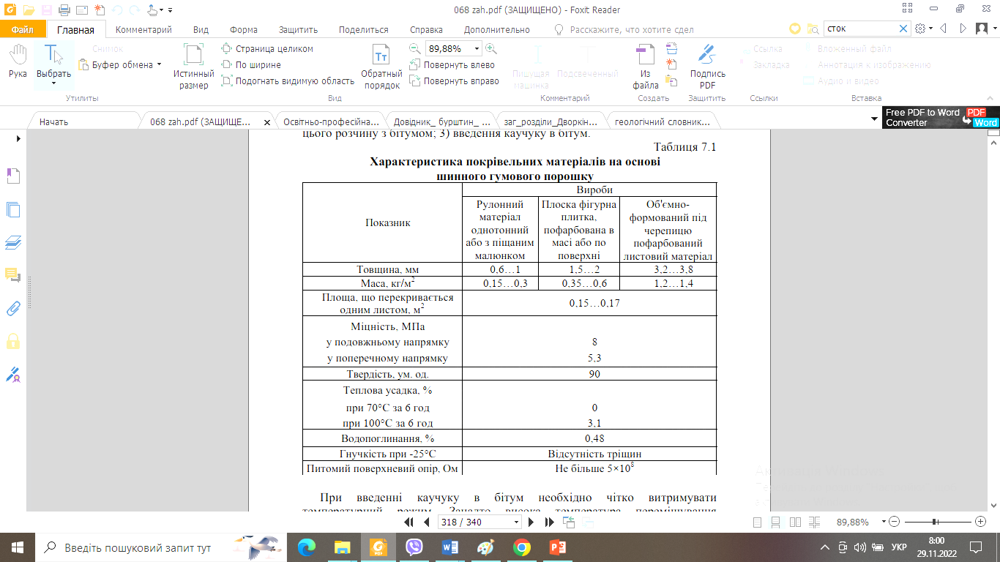 068 zah.pdf (ЗАЩИЩЕНО) - Foxit Reader
Файл Главная Комментарий Вид Форма Защитить Поделиться Справка Дополнительно Расскажите, что хотите сдел сток
Рука
Выбрать
Снимок
Буфер обмена
Утилиты
Истинный размер
Страница целиком
По ширине
Подогнать видимую область
Обратный порядок
89,88%
Повернуть влево
Повернуть вправо
Вид
Пишущая машинка
Подсвеченный
Комментарий
Из файла
Создать
Подпись PDF
Защитить
Ссылка
Закладка
Ссылки
Вложенный файл
Аннотация к изображению
Аудио и видео
Вставка
Начать 068 zah.pdf (ЗАЩИЩЕ... Освітньо-професійна... Довідник_ бурштин_ ... заг_розділи_Дворкін... геологічний словник...
Free PDF to Word PDF
Converter Word
цього розчину з бітумом; 3) введення каучуку в бітум.
Таблиця 7.1
Характеристика покрівельних матеріалів на основі
шинного гумового порошку
Показник
Вироби
Рулонний
матеріал
однотонний
або з піщаним
малюнком
Плоска фігурна
плитка,
пофарбована в
масі або по
поверхні
Об'ємно-
формований під
черепицю
пофарбований
листовий матеріал
Товщина, мм 0,6…1 1,5…2 3,2…3,8
Маса, кг/м2 0,15…0,3 0,35…0,6 1,2…1,4
Площа, що перекривається
одним листом, м2 0,15…0,17
Міцність, МПа
у подовжньому напрямку 8
у поперечному напрямку 5,3
Твердість, ум. од. 90
Теплова усадка, %
при 70°С за 6 год 0
при 100°С за 6 год 3,1
Водопоглинання, % 0,48
Гнучкість при -25°С Відсутність тріщин
Питомий поверхневий опір, Ом Не більше 5×10^8
При введенні каучуку в бітум необхідно чітко витримувати
температурний режим. Занадто висока температура перемішування
318 / 340
89,88%
Введіть пошуковий запит тут
УКР
8:00
29.11.2022